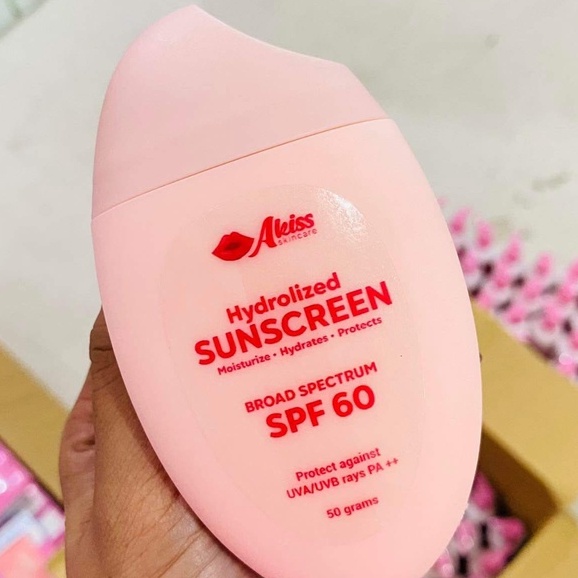 Akiss
skincare
Hydrolized
SUNSCREEN
Moisturize • Hydrates • Protects
BROAD SPECTRUM
SPF 60
Protect against
UVA/UVB rays PA ++
50 grams